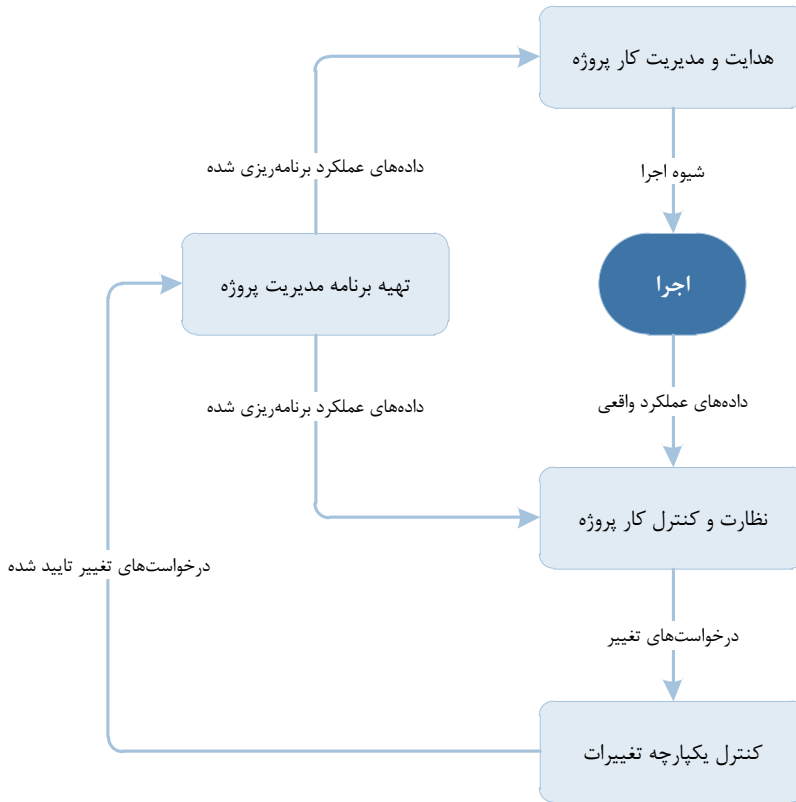 هدایت و مدیریت کار پروژه
داده‌های عملکرد برنامه‌ریزی شده
شیوه اجرا
تهیه برنامه مدیریت پروژه
اجرا
داده‌های عملکرد واقعی
داده‌های عملکرد برنامه‌ریزی شده
نظارت و کنترل کار پروژه
درخواست‌های تغییر تایید شده
درخواست‌های تغییر
کنترل یکپارچه تغییرات